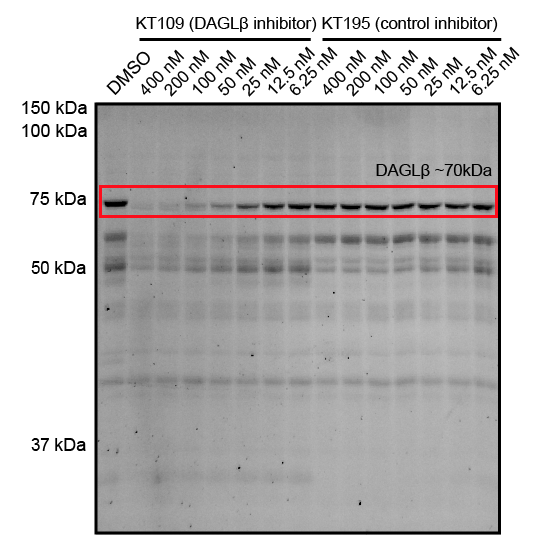 KT109 (DAGLβ inhibitor) KT195 (control inhibitor)
DMSO 400 nM 200 nM 100 nM 50 nM 25 nM 12.5 nM 6.25 nM 400 nM 200 nM 100 nM 50 nM 25 nM 12.5 nM 6.25 nM
150 kDa
100 kDa
DAGLβ ~70kDa
75 kDa
50 kDa
37 kDa